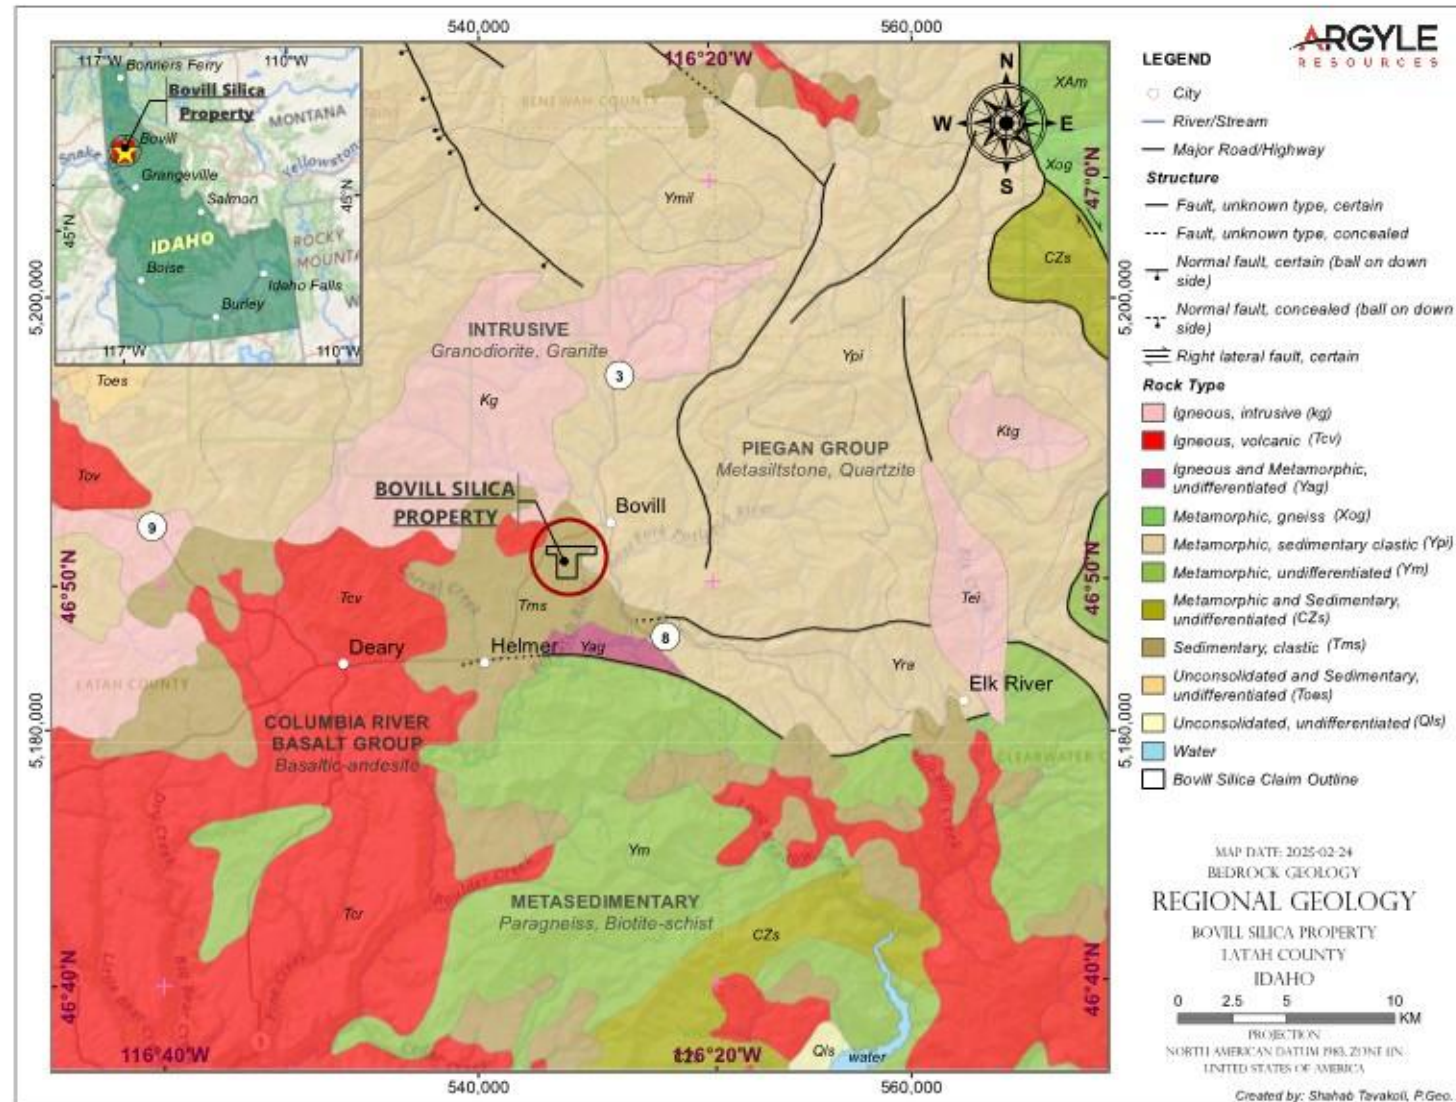 540,000
560,000
117°W
110°W
Bonners Ferry
Bovill Silica
Property
MONTANA
Bovill
Snake
River
Yellowston
Grangeville
Salmon
45°N
45°N
IDAHO
ROCKY
MOUNTA
Boise
Idaho Falls
Burley
117°W
110°W
116°20'W
BENEWAH COUNTY
N
W
E
S
XAm
Xog
47°0'N
Ymil
CZs
5,200,000
5,200,000
INTRUSIVE
Granodiorite, Granite
Toes
3
Ypi
Kg
Ktg
PIEGAN GROUP
Metasiltstone, Quartzite
Tov
BOVILL SILICA
PROPERTY
Bovill
9
46°50'N
46°50'N
Tcv
Tms
Tei
Deary
Helmer
Yag
8
Yra
LATAH COUNTY
Elk River
COLUMBIA RIVER
BASALT GROUP
Basaltic-andesite
5,180,000
5,180,000
Ym
METASEDIMENTARY
Paragneiss, Biotite-schist
Tcr
CZs
46°40'N
46°40'N
116°40'W
116°20'W
Qls
water
540,000
560,000
ARGYLE
RESOURCES
LEGEND
City
River/Stream
Major Road/Highway
Structure
Fault, unknown type, certain
Fault, unknown type, concealed
Normal fault, certain (ball on down
side)
Normal fault, concealed (ball on down
side)
Right lateral fault, certain
Rock Type
Igneous, intrusive (kg)
Igneous, volcanic (Tcv)
Igneous and Metamorphic,
undifferentiated (Yag)
Metamorphic, gneiss (Xog)
Metamorphic, sedimentary clastic (Ypi)
Metamorphic, undifferentiated (Ym)
Metamorphic and Sedimentary,
undifferentiated (CZs)
Sedimentary, clastic (Tms)
Unconsolidated and Sedimentary,
undifferentiated (Toes)
Unconsolidated, undifferentiated (Qls)
Water
Bovill Silica Claim Outline
MAP DATE: 2025-02-24
BEDROCK GEOLOGY
REGIONAL GEOLOGY
BOVILL SILICA PROPERTY
LATAH COUNTY
IDAHO
0 2.5 5 10
KM
PROJECTION
NORTH AMERICAN DATUM 1983, ZONE 11N
UNITED STATES OF AMERICA
Created by: Shahab Tavakoli, P.Geo.